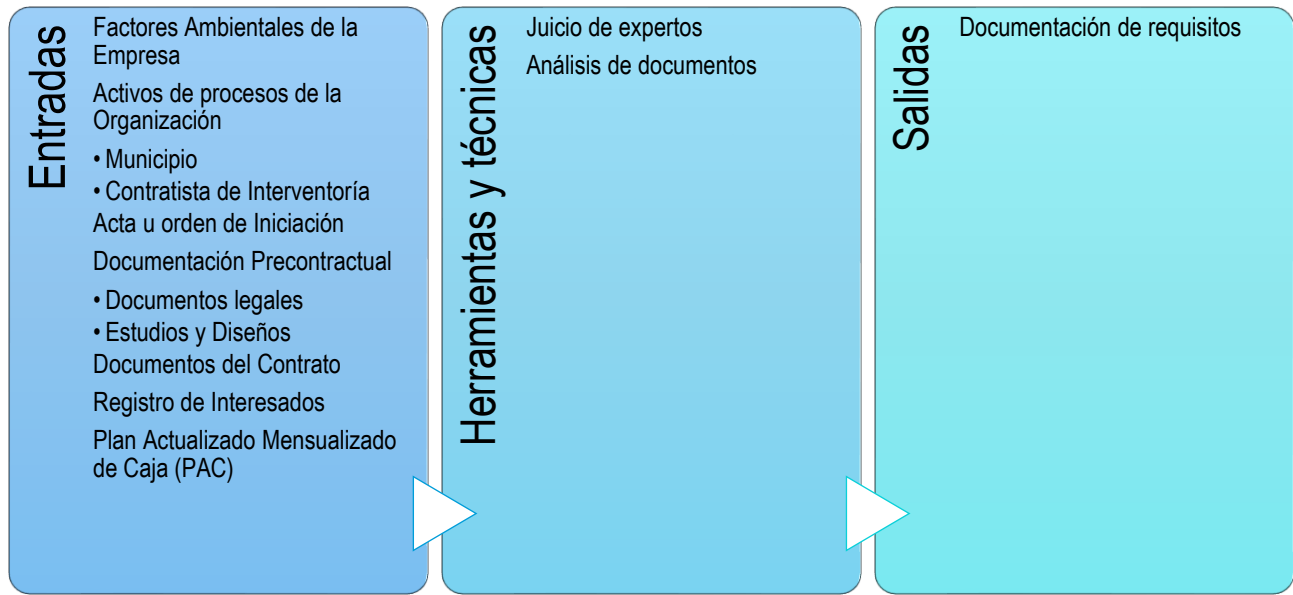 Entradas
Factores Ambientales de la
Empresa
Activos de procesos de la
Organización
• Municipio
• Contratista de Interventoría
Acta u orden de Iniciación
Documentación Precontractual
• Documentos legales
• Estudios y Diseños
Documentos del Contrato
Registro de Interesados
Plan Actualizado Mensualizado
de Caja (PAC)
Herramientas y técnicas
Juicio de expertos
Análisis de documentos
Salidas
Documentación de requisitos